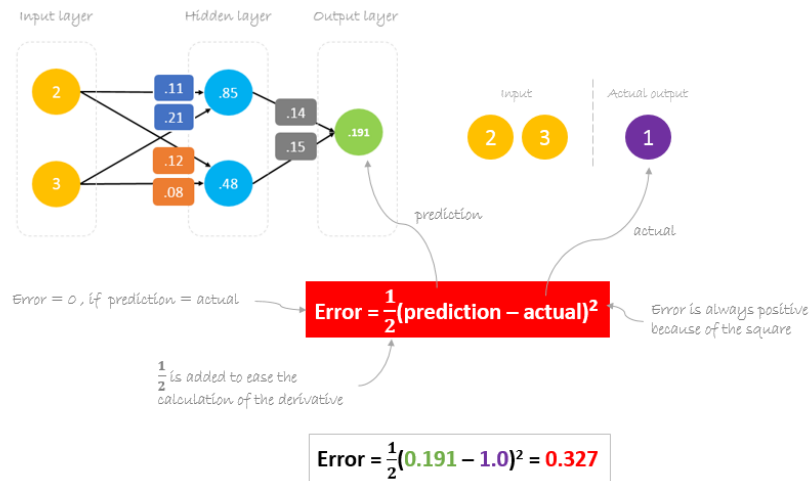 Input layer
Hidden layer
Output layer
2
3
.11
.21
.12
.08
.85
.48
.14
.15
.191
Input
Actual output
2 3
1
prediction
actual
Error = 0 , if prediction = actual
Error = 1/2(prediction – actual)²
Error is always positive
because of the square
1/2 is added to ease the
calculation of the derivative
Error = 1/2(0.191 – 1.0)² = 0.327